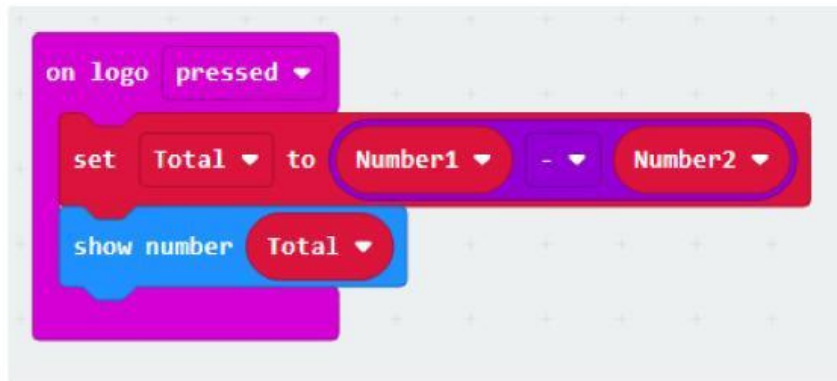 on logo pressed
set Total to Number1 - Number2
show number Total